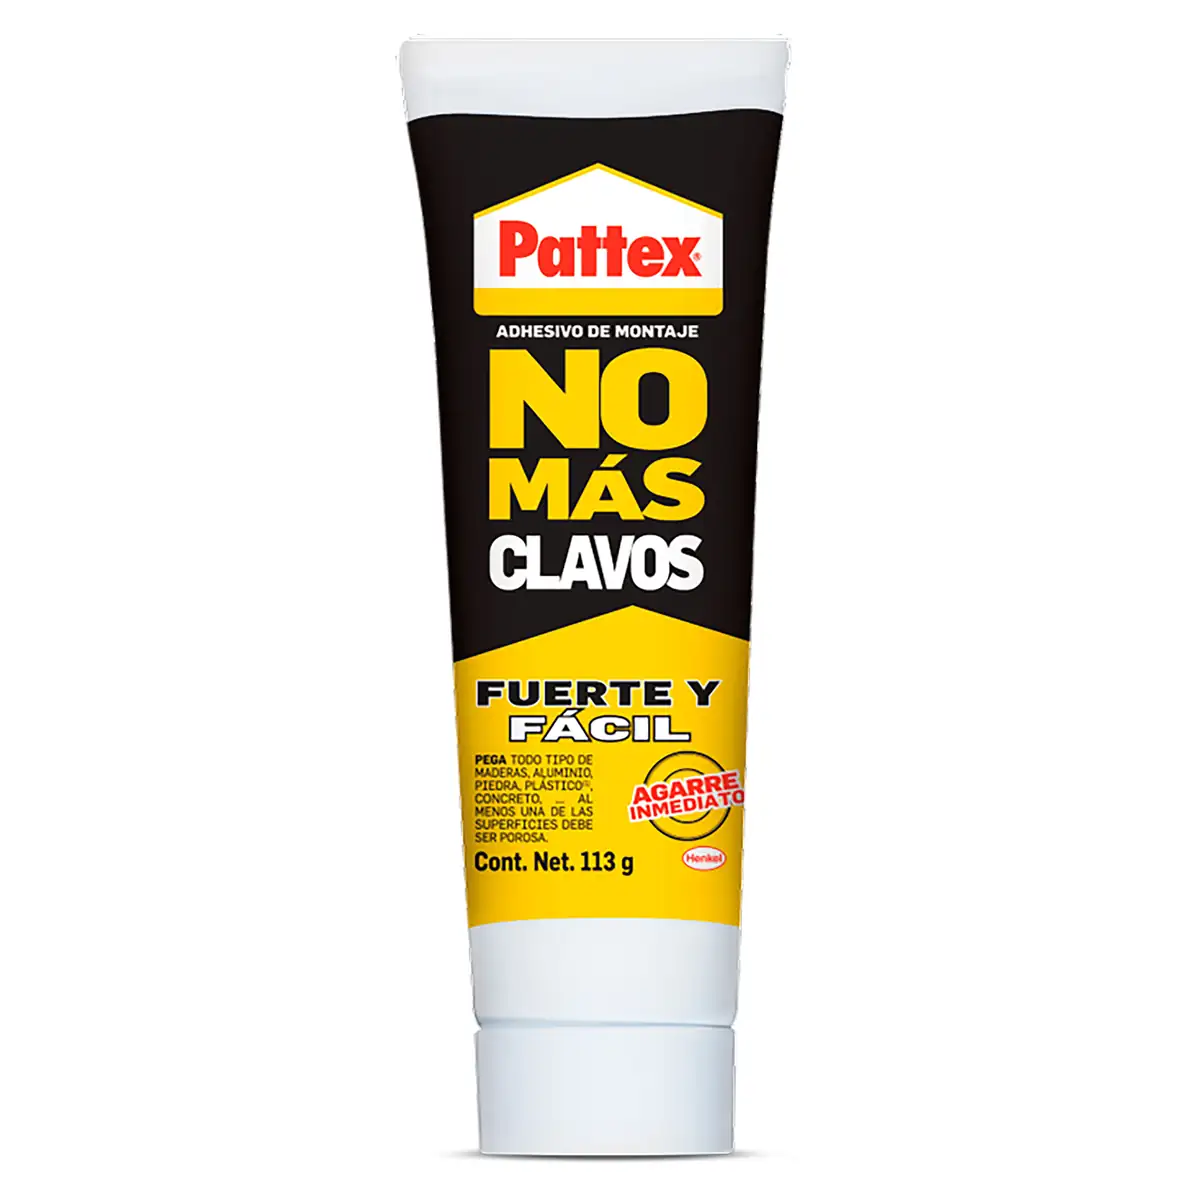 Pattex®
ADHESIVO DE MONTAJE
NO
MÁS
CLAVOS
FUERTE Y
FÁCIL
PEGA TODO TIPO DE
MADERAS, ALUMINIO,
PIEDRA, PLÁSTICO
CONCRETO, ... AL
MENOS UNA DE LAS
SUPERFICIES DEBE
SER POROSA.
AGARRE
INMEDIATO
Cont. Net. 113 g
Henkel